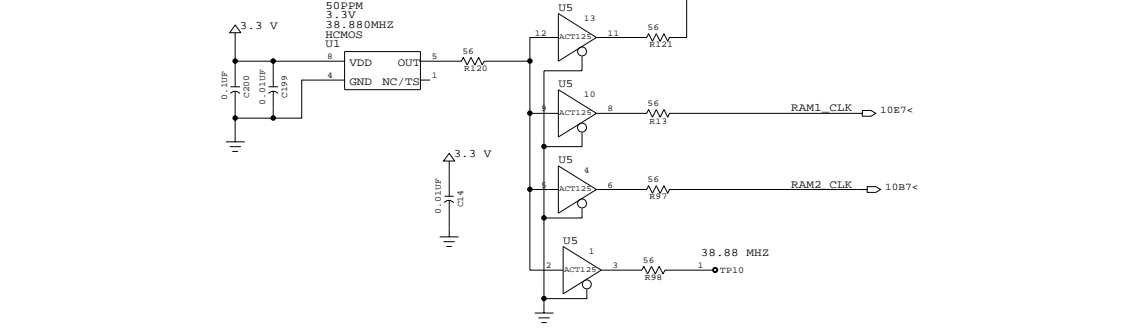 50PPM
3.3V
38.880MHZ
HCMOS
U1
3.3 V
8
VDD
OUT
5
4
GND
NC/TS
1
0.1UF
C200
0.01UF
C199
56
R120
U5
13
12
ACT125
11
56
R121
U5
10
9
ACT125
8
56
R13
RAM1_CLK
10E7<
3.3 V
0.01UF
C14
U5
4
5
ACT125
6
56
R97
RAM2_CLK
10B7<
U5
1
2
ACT125
3
56
R98
38.88 MHZ
1
TP10